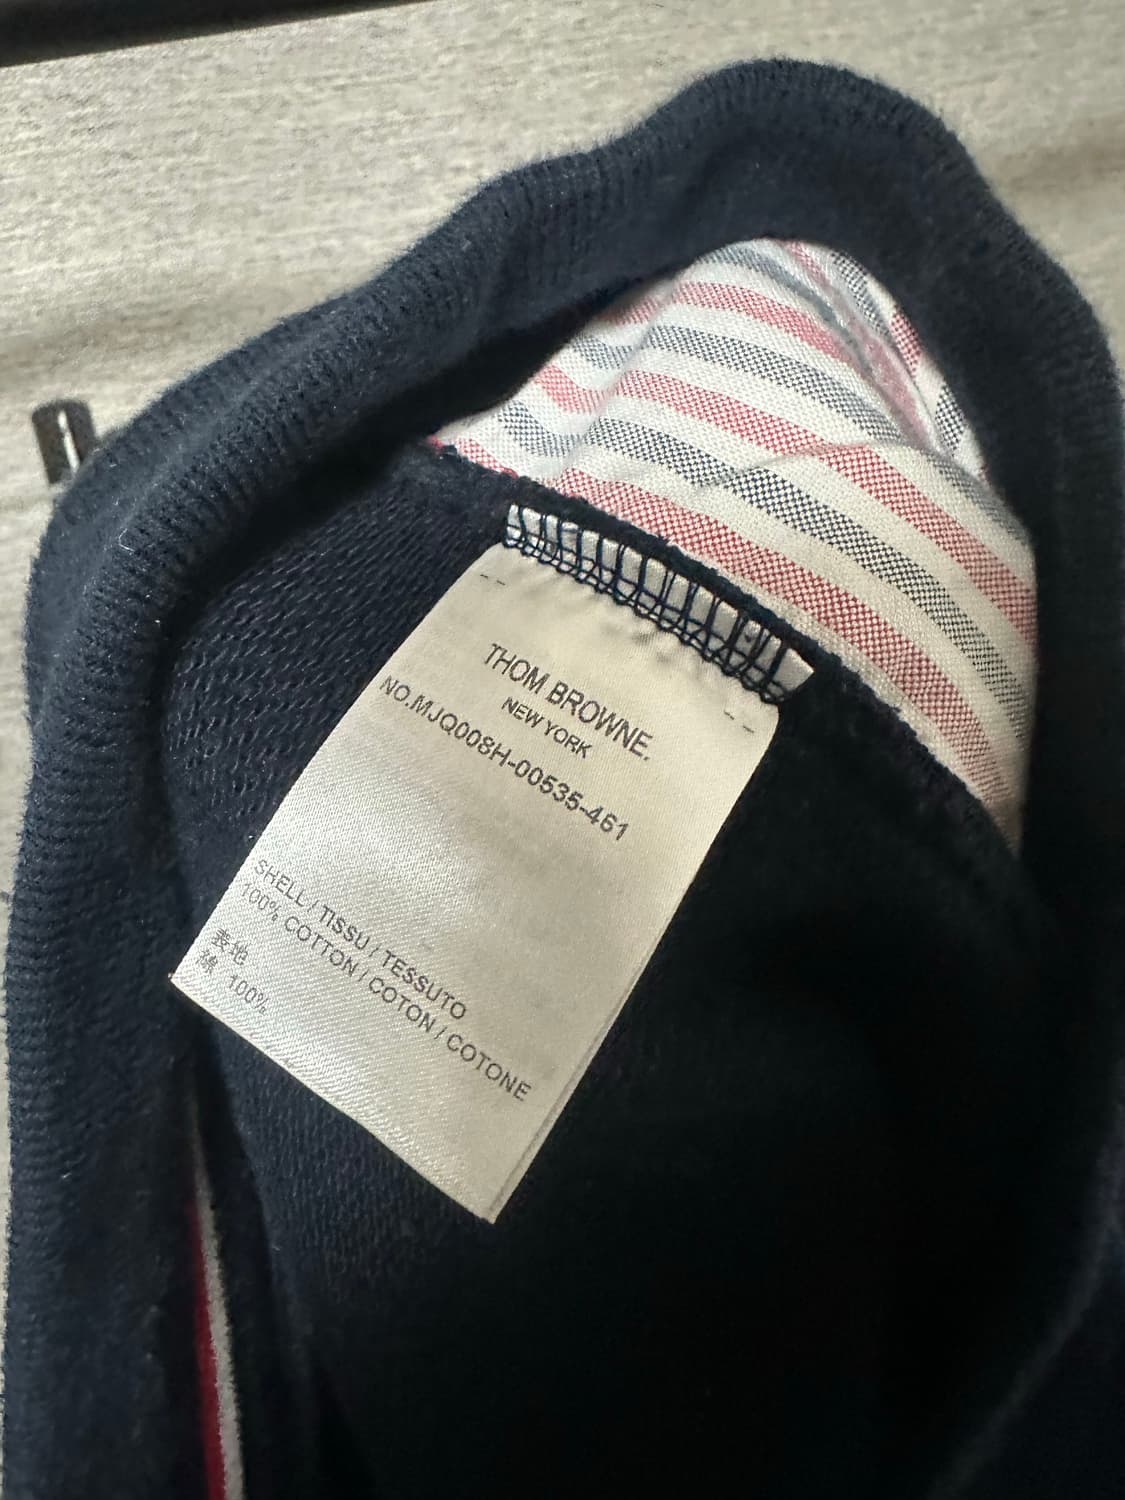 THOM BROWNE.
NEW YORK
NO.MJQ008H-00535-461
SHELL / TISSU / TESSUTO
100% COTTON / COTON / COTONE
表地
綿 100%